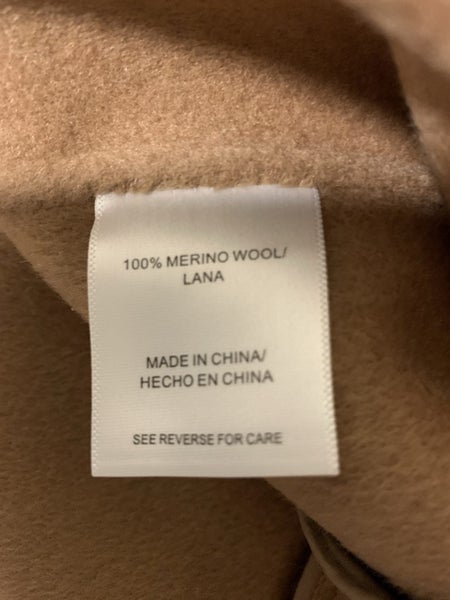 100% MERINO WOOL/
LANA
MADE IN CHINA/
HECHO EN CHINA
SEE REVERSE FOR CARE